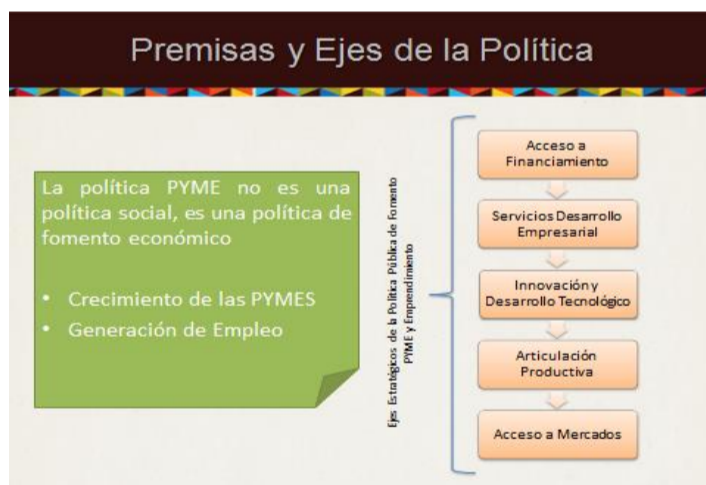 Premisas y Ejes de la Política
La política PYME no es una
política social, es una política de
fomento económico
• Crecimiento de las PYMES
• Generación de Empleo
Ejes Estratégicos de la Política Pública de Fomento
PYME y Emprendimiento
Acceso a
Financiamiento
Servicios Desarrollo
Empresarial
Innovación y
Desarrollo Tecnológico
Articulación
Productiva
Acceso a Mercados